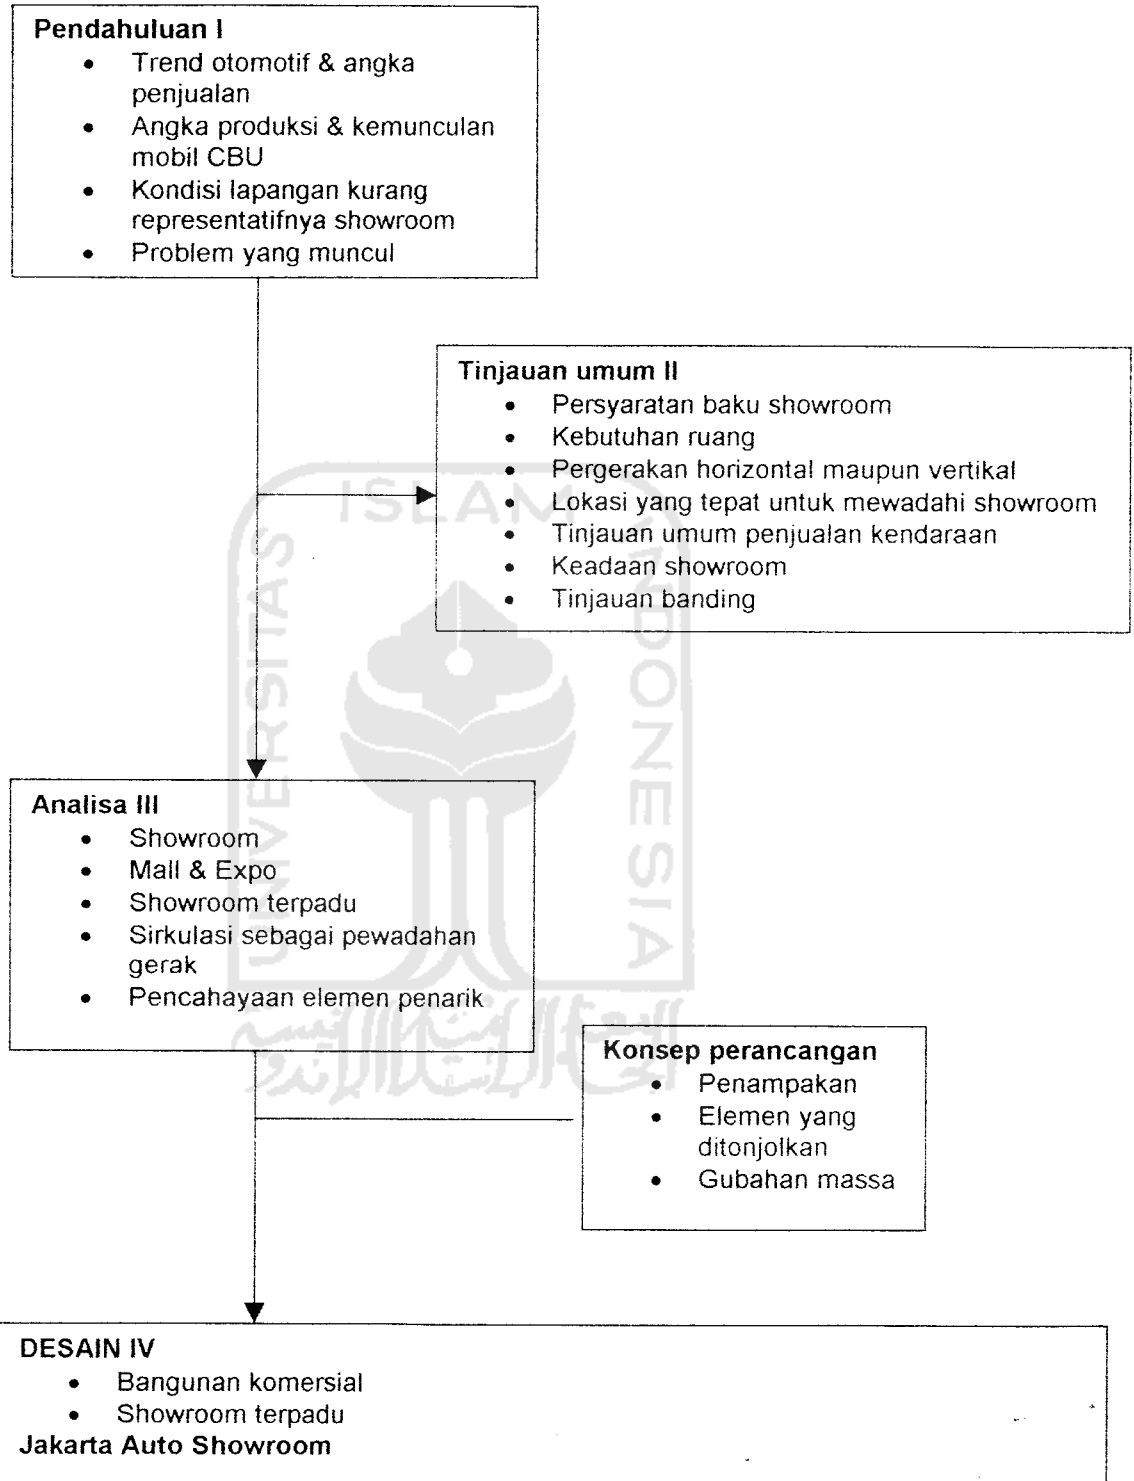 Pendahuluan I
• Trend otomotif & angka
penjualan
• Angka produksi & kemunculan
mobil CBU
• Kondisi lapangan kurang
representatifnya showroom
• Problem yang muncul
Tinjauan umum II
• Persyaratan baku showroom
• Kebutuhan ruang
• Pergerakan horizontal maupun vertikal
• Lokasi yang tepat untuk mewadahi showroom
• Tinjauan umum penjualan kendaraan
• Keadaan showroom
• Tinjauan banding
Analisa III
• Showroom
• Mall & Expo
• Showroom terpadu
• Sirkulasi sebagai pewadahan
gerak
• Pencahayaan elemen penarik
Konsep perancangan
• Penampakan
• Elemen yang
ditonjolkan
• Gubahan massa
DESAIN IV
• Bangunan komersial
• Showroom terpadu
Jakarta Auto Showroom
UNIVERSITAS
ISLAM
INDONESIA